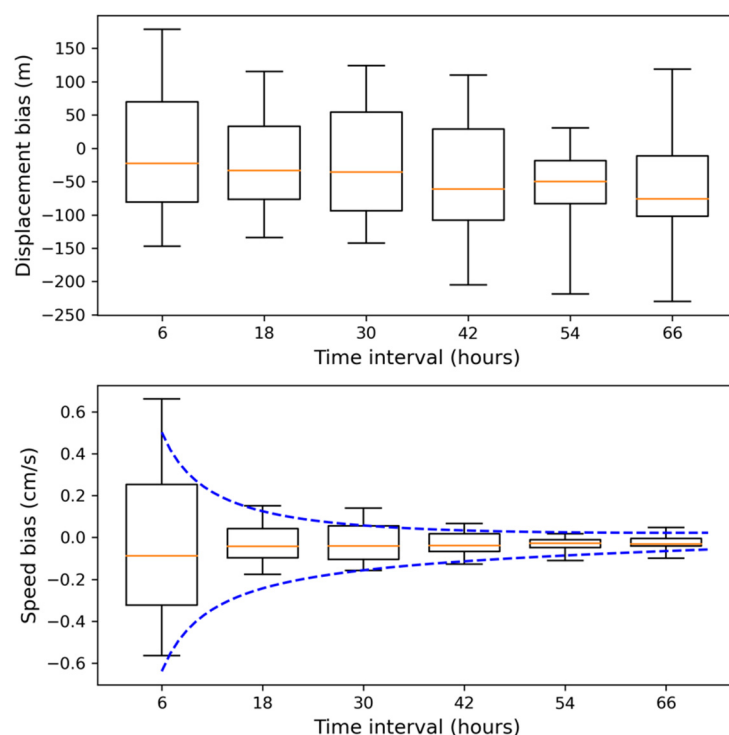 Displacement bias (m)
150
100
50
0
−50
−100
−150
−200
−250
6 18 30 42 54 66
Time interval (hours)
Speed bias (cm/s)
0.6
0.4
0.2
0.0
−0.2
−0.4
−0.6
6 18 30 42 54 66
Time interval (hours)